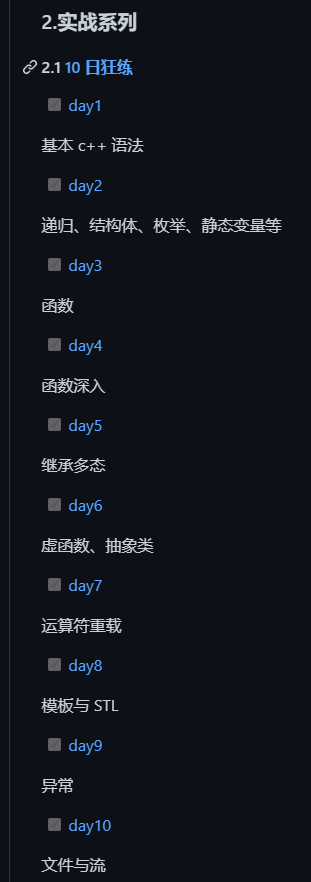 2.实战系列
2.1 10 日狂练
day1
基本 c++ 语法
day2
递归、结构体、枚举、静态变量等
day3
函数
day4
函数深入
day5
继承多态
day6
虚函数、抽象类
day7
运算符重载
day8
模板与 STL
day9
异常
day10
文件与流